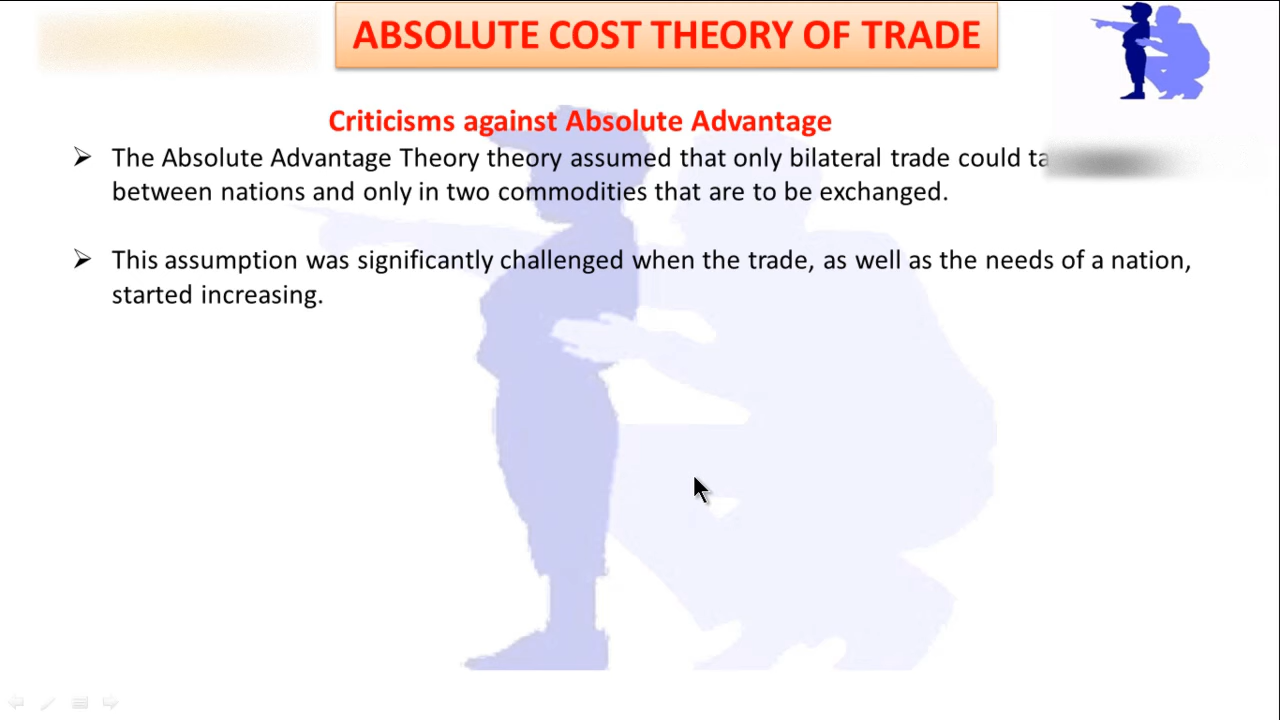 ABSOLUTE COST THEORY OF TRADE
Criticisms against Absolute Advantage
The Absolute Advantage Theory theory assumed that only bilateral trade could
between nations and only in two commodities that are to be exchanged.
This assumption was significantly challenged when the trade, as well as the needs of a nation,
started increasing.